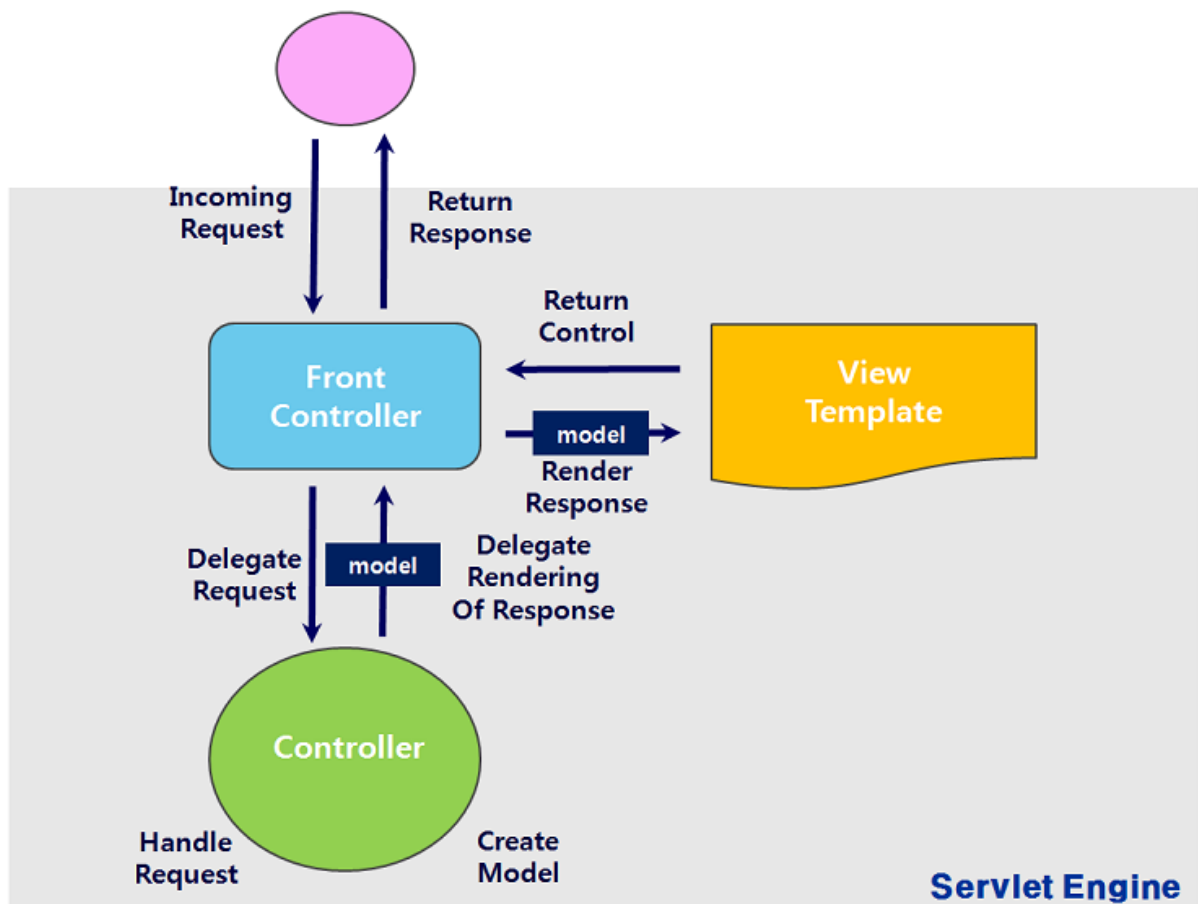 Incoming
Request
Return
Response
Return
Control
Front
Controller
View
Template
model
Render
Response
Delegate
Request
model
Delegate
Rendering
Of Response
Controller
Handle
Request
Create
Model
Servlet Engine